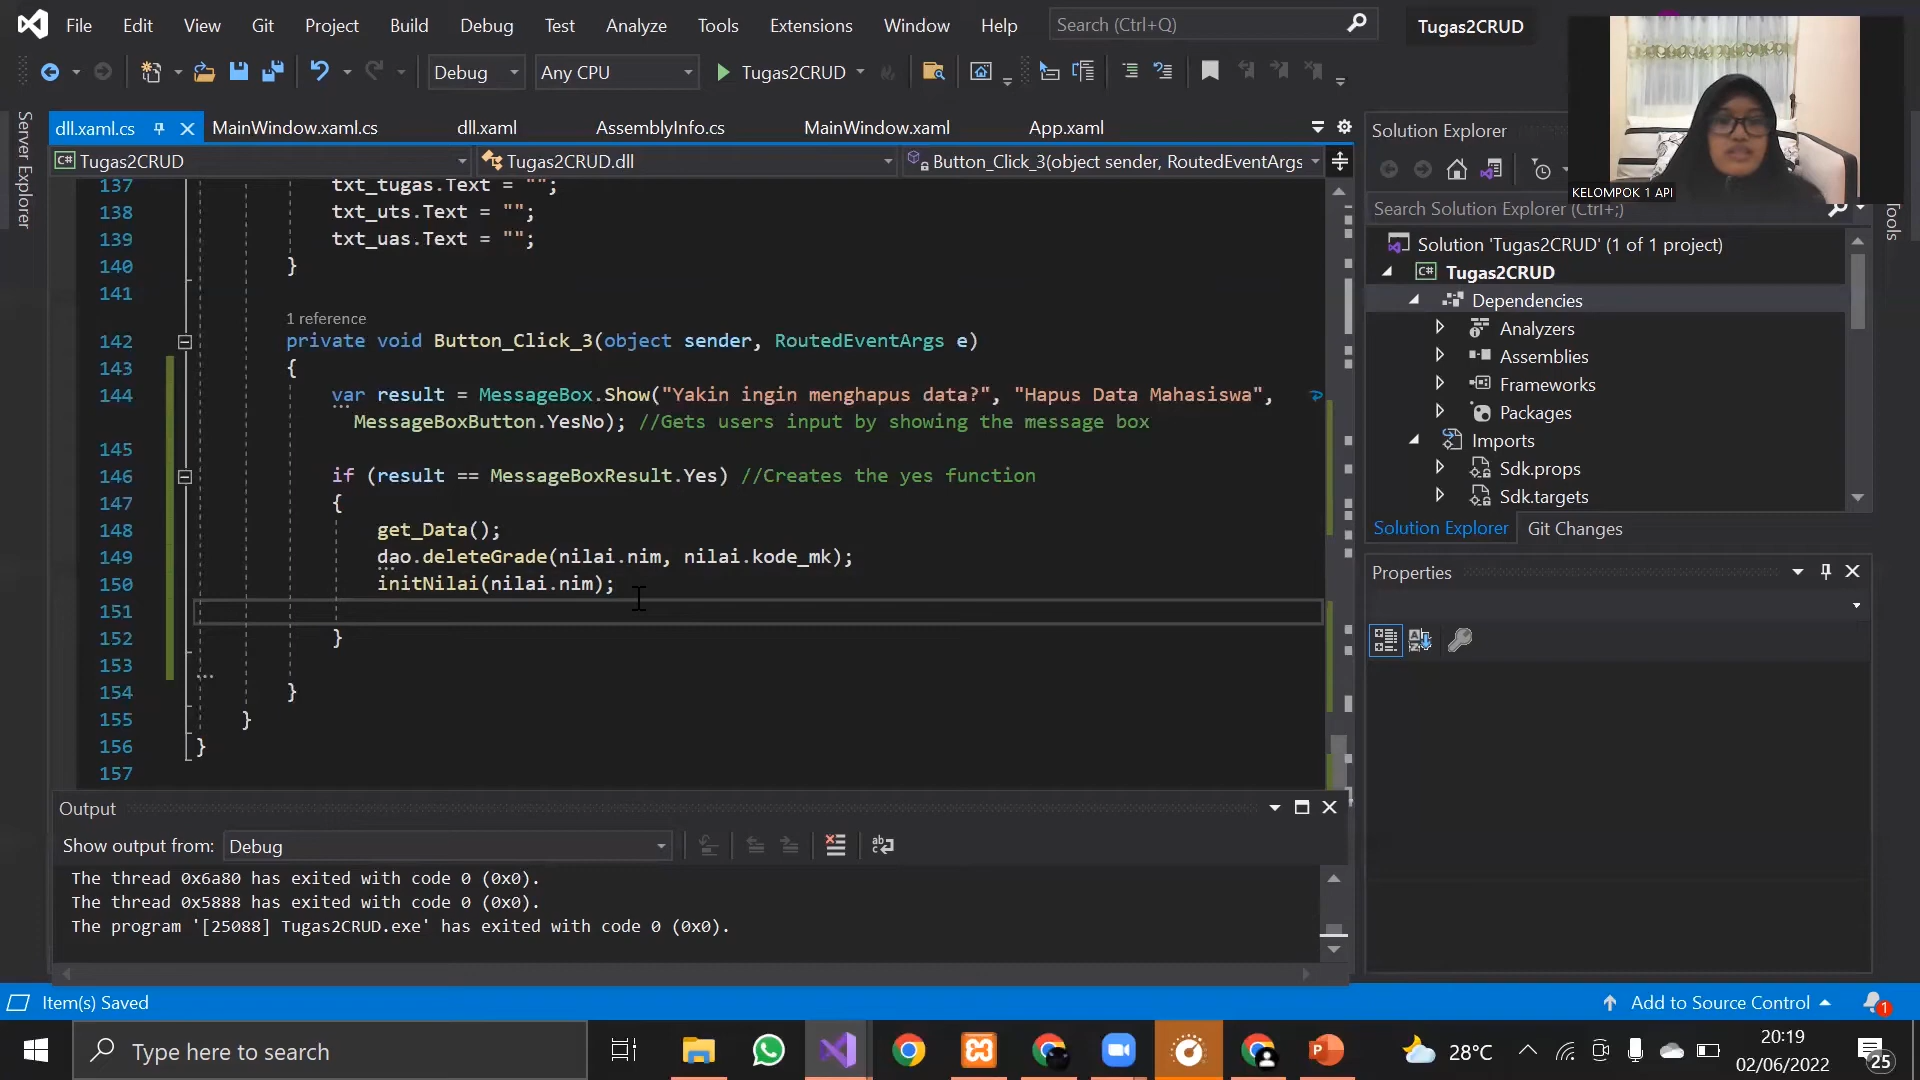 File Edit View Git Project Build Debug Test Analyze Tools Extensions Window Help Search (Ctrl+Q) Tugas2CRUD
Debug Any CPU Tugas2CRUD
Server Explorer
dll.xaml.cs MainWindow.xaml.cs dll.xaml AssemblyInfo.cs MainWindow.xaml App.xaml
Tugas2CRUD Tugas2CRUD.dll Button_Click_3(object sender, RoutedEventArgs
137 txt_tugas.Text = "";
138 txt_uts.Text = "";
139 txt_uas.Text = "";
140 }
141
1 reference
142 private void Button_Click_3(object sender, RoutedEventArgs e)
143 {
144 var result = MessageBox.Show("Yakin ingin menghapus data?", "Hapus Data Mahasiswa",
MessageBoxButton.YesNo); //Gets users input by showing the message box
145
146 if (result == MessageBoxResult.Yes) //Creates the yes function
147 {
148 get_Data();
149 dao.deleteGrade(nilai.nim, nilai.kode_mk);
150 initNilai(nilai.nim);
151
152 }
153
154 }
155 }
156 }
157
Output
Show output from: Debug
The thread 0x6a80 has exited with code 0 (0x0).
The thread 0x5888 has exited with code 0 (0x0).
The program '[25088] Tugas2CRUD.exe' has exited with code 0 (0x0).
Solution Explorer
KELOMPOK 1 API
Search Solution Explorer (Ctrl+;)
Tools
Solution 'Tugas2CRUD' (1 of 1 project)
C# Tugas2CRUD
Dependencies
Analyzers
Assemblies
Frameworks
Packages
Imports
Sdk.props
Sdk.targets
Solution Explorer Git Changes
Properties
Item(s) Saved Add to Source Control 1
Type here to search 28°C 20:19
02/06/2022 25